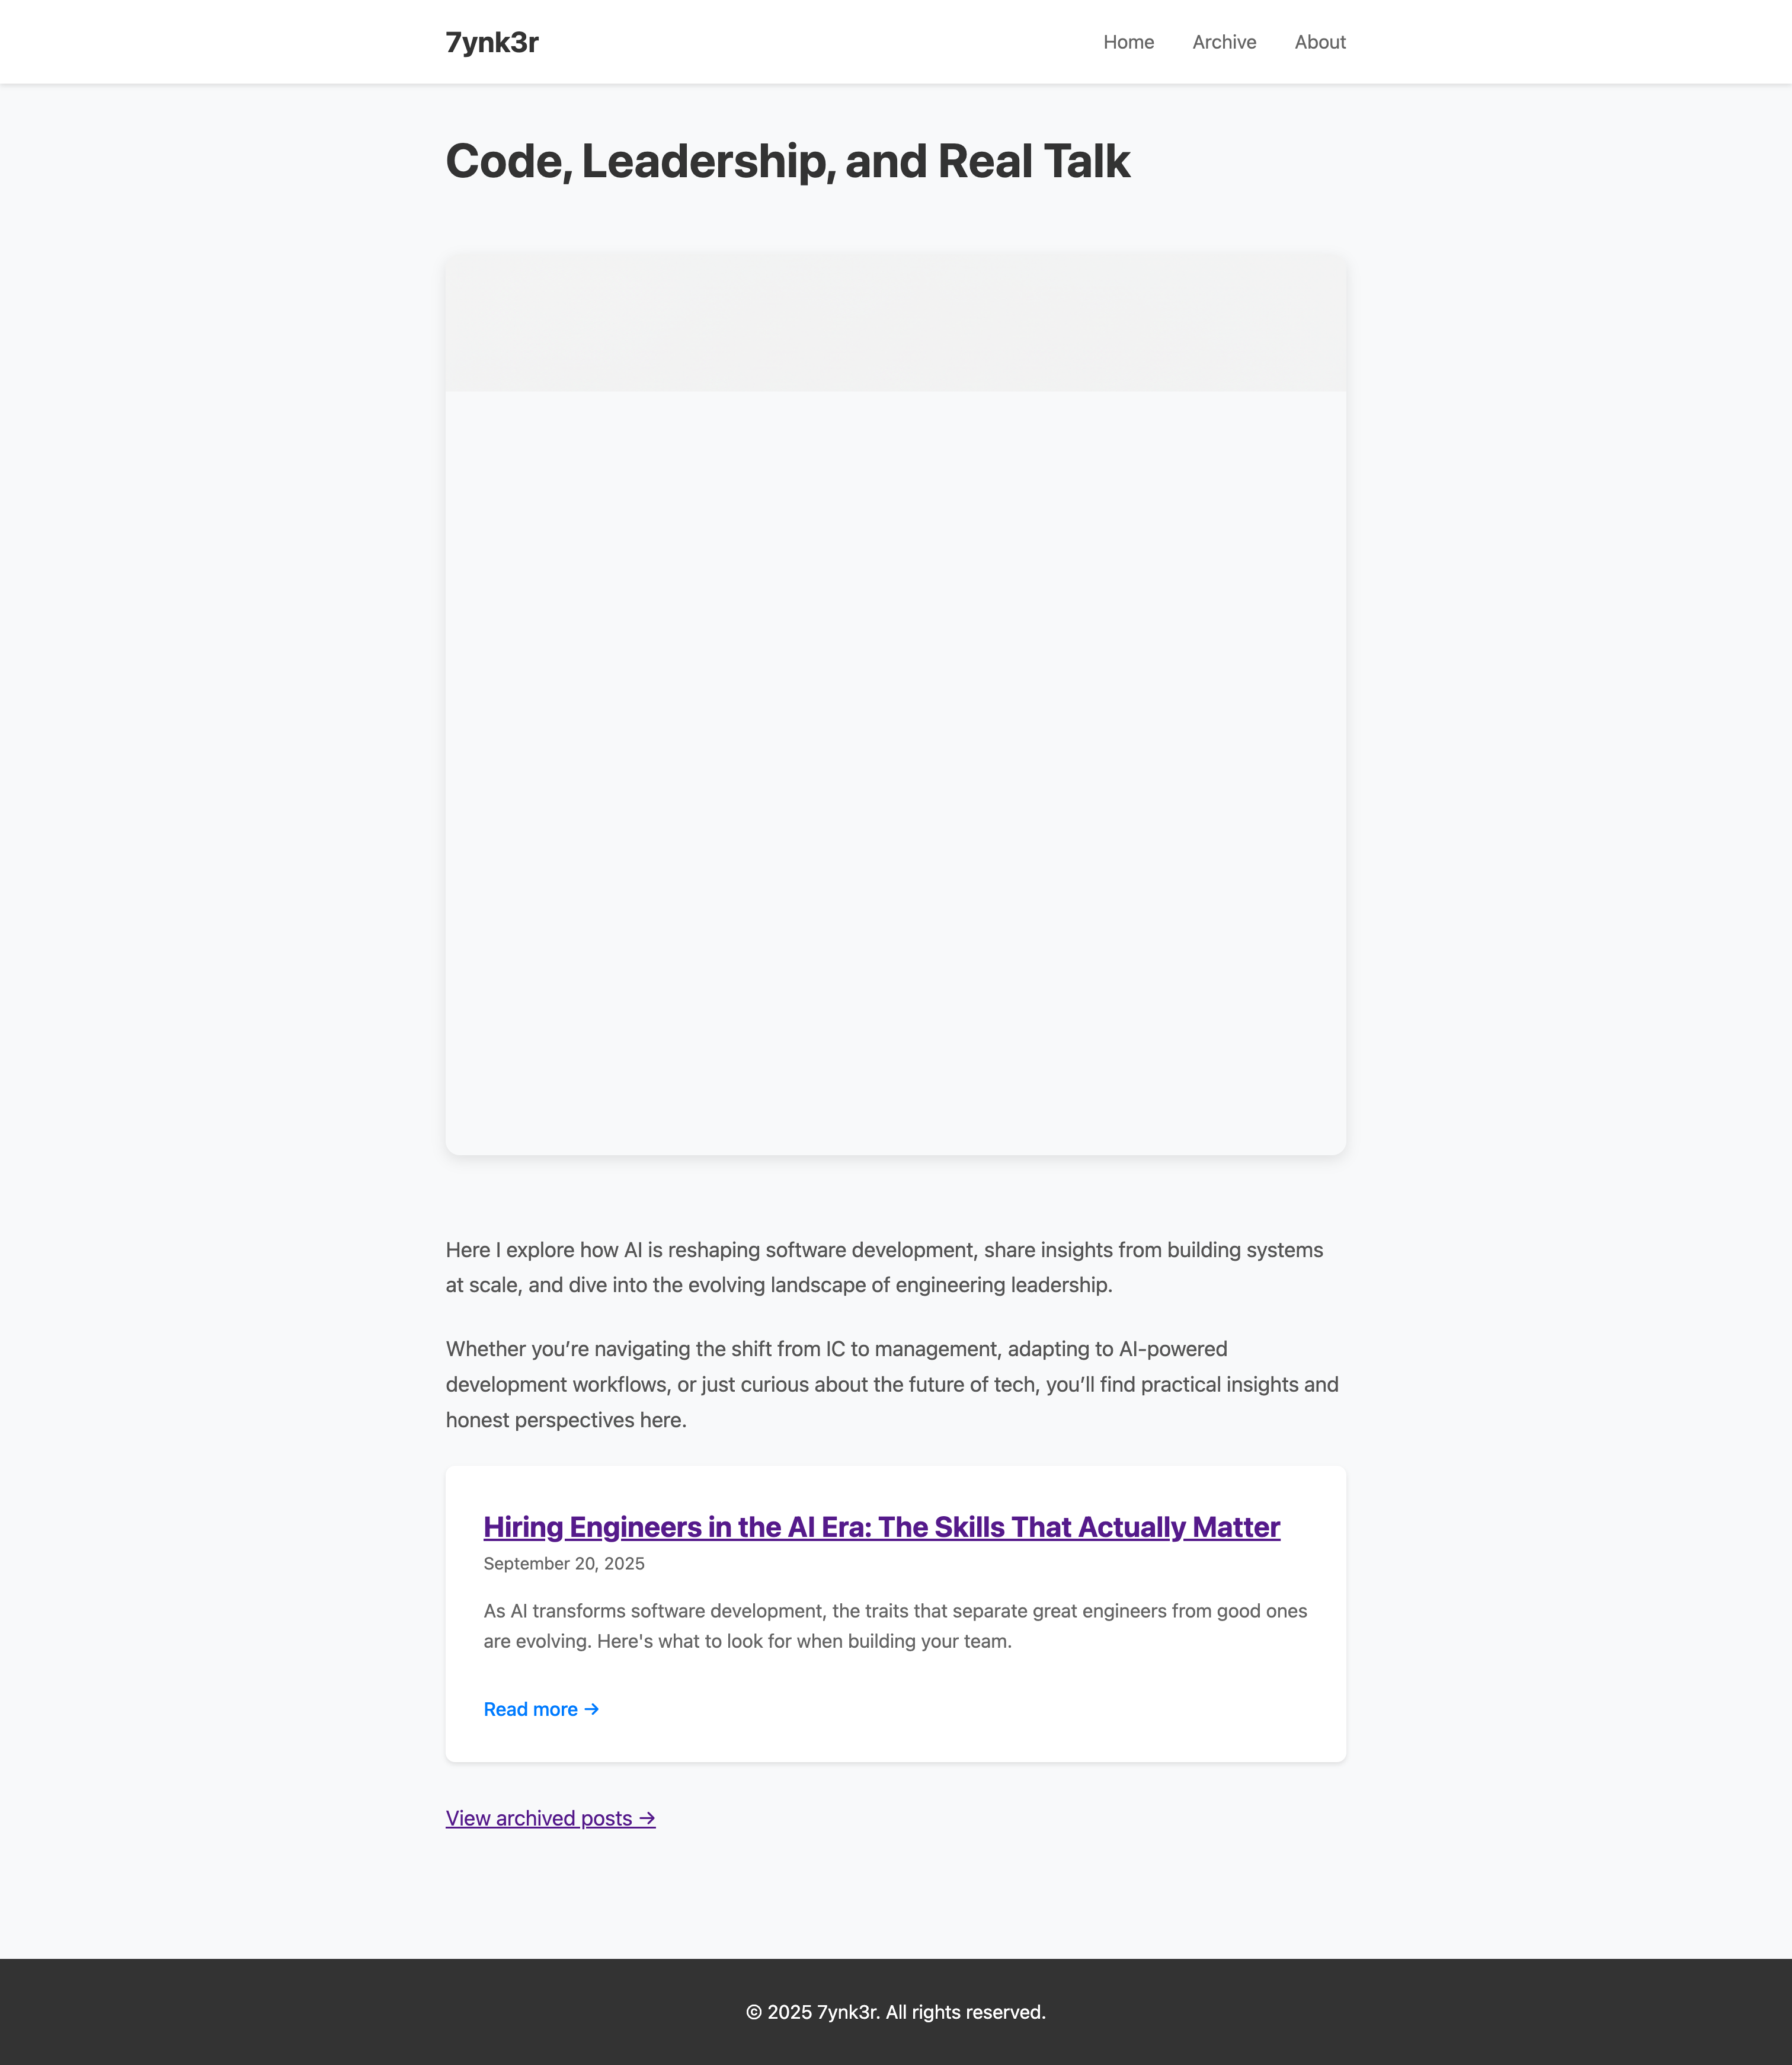 7ynk3r
Home Archive About
Code, Leadership, and Real Talk
Here I explore how AI is reshaping software development, share insights from building systems
at scale, and dive into the evolving landscape of engineering leadership.
Whether you’re navigating the shift from IC to management, adapting to AI-powered
development workflows, or just curious about the future of tech, you’ll find practical insights and
honest perspectives here.
Hiring Engineers in the AI Era: The Skills That Actually Matter
September 20, 2025
As AI transforms software development, the traits that separate great engineers from good ones
are evolving. Here's what to look for when building your team.
Read more →
View archived posts →
© 2025 7ynk3r. All rights reserved.